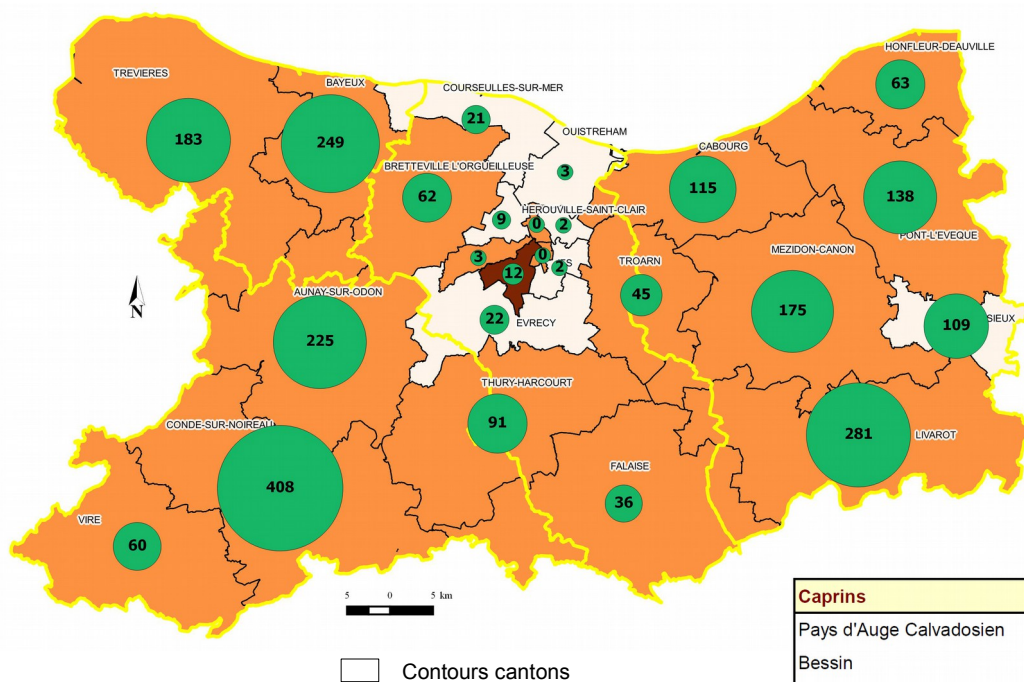 HONFLEUR-DEAUVILLE
63
TREVIERES
BAYEUX
COURSEULLES-SUR-MER
21
183
249
OUISTREHAM
CABOURG
BRETTEVILLE L'ORGUEILLEUSE
62
3
115
138
9
HEROUVILLE-SAINT-CLAIR
0
2
PONT-L'EVEQUE
MEZIDON-CANON
3
12
0
ES
2
TROARN
45
175
N
AUNAY-SUR-ODON
225
22
EVRECY
109
SIEUX
THURY-HARCOURT
91
CONDE-SUR-NOIREAU
408
281
LIVAROT
FALAISE
36
VIRE
60
5 0 5 km
Caprins
Pays d'Auge Calvadosien
Bessin
Contours cantons